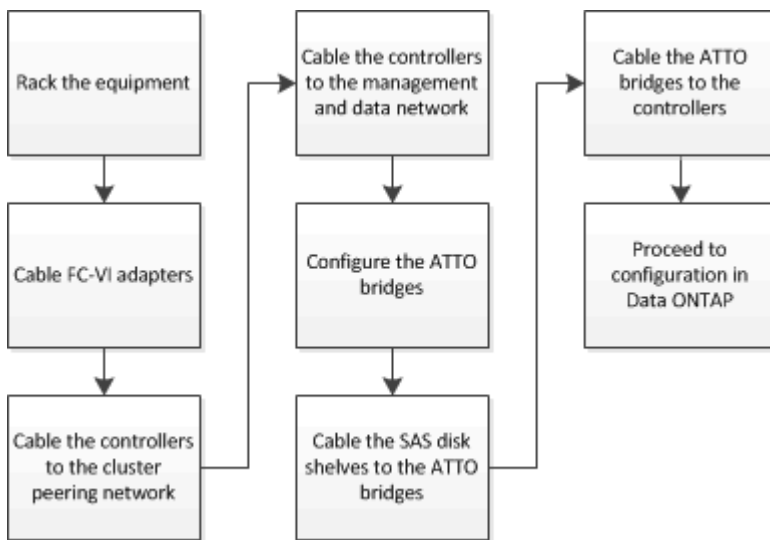 Rack the equipment
Cable FC-VI adapters
Cable the controllers
to the cluster
peering network
Cable the controllers
to the management
and data network
Configure the ATTO
bridges
Cable the SAS disk
shelves to the ATTO
bridges
Cable the ATTO
bridges to the
controllers
Proceed to
configuration in
Data ONTAP